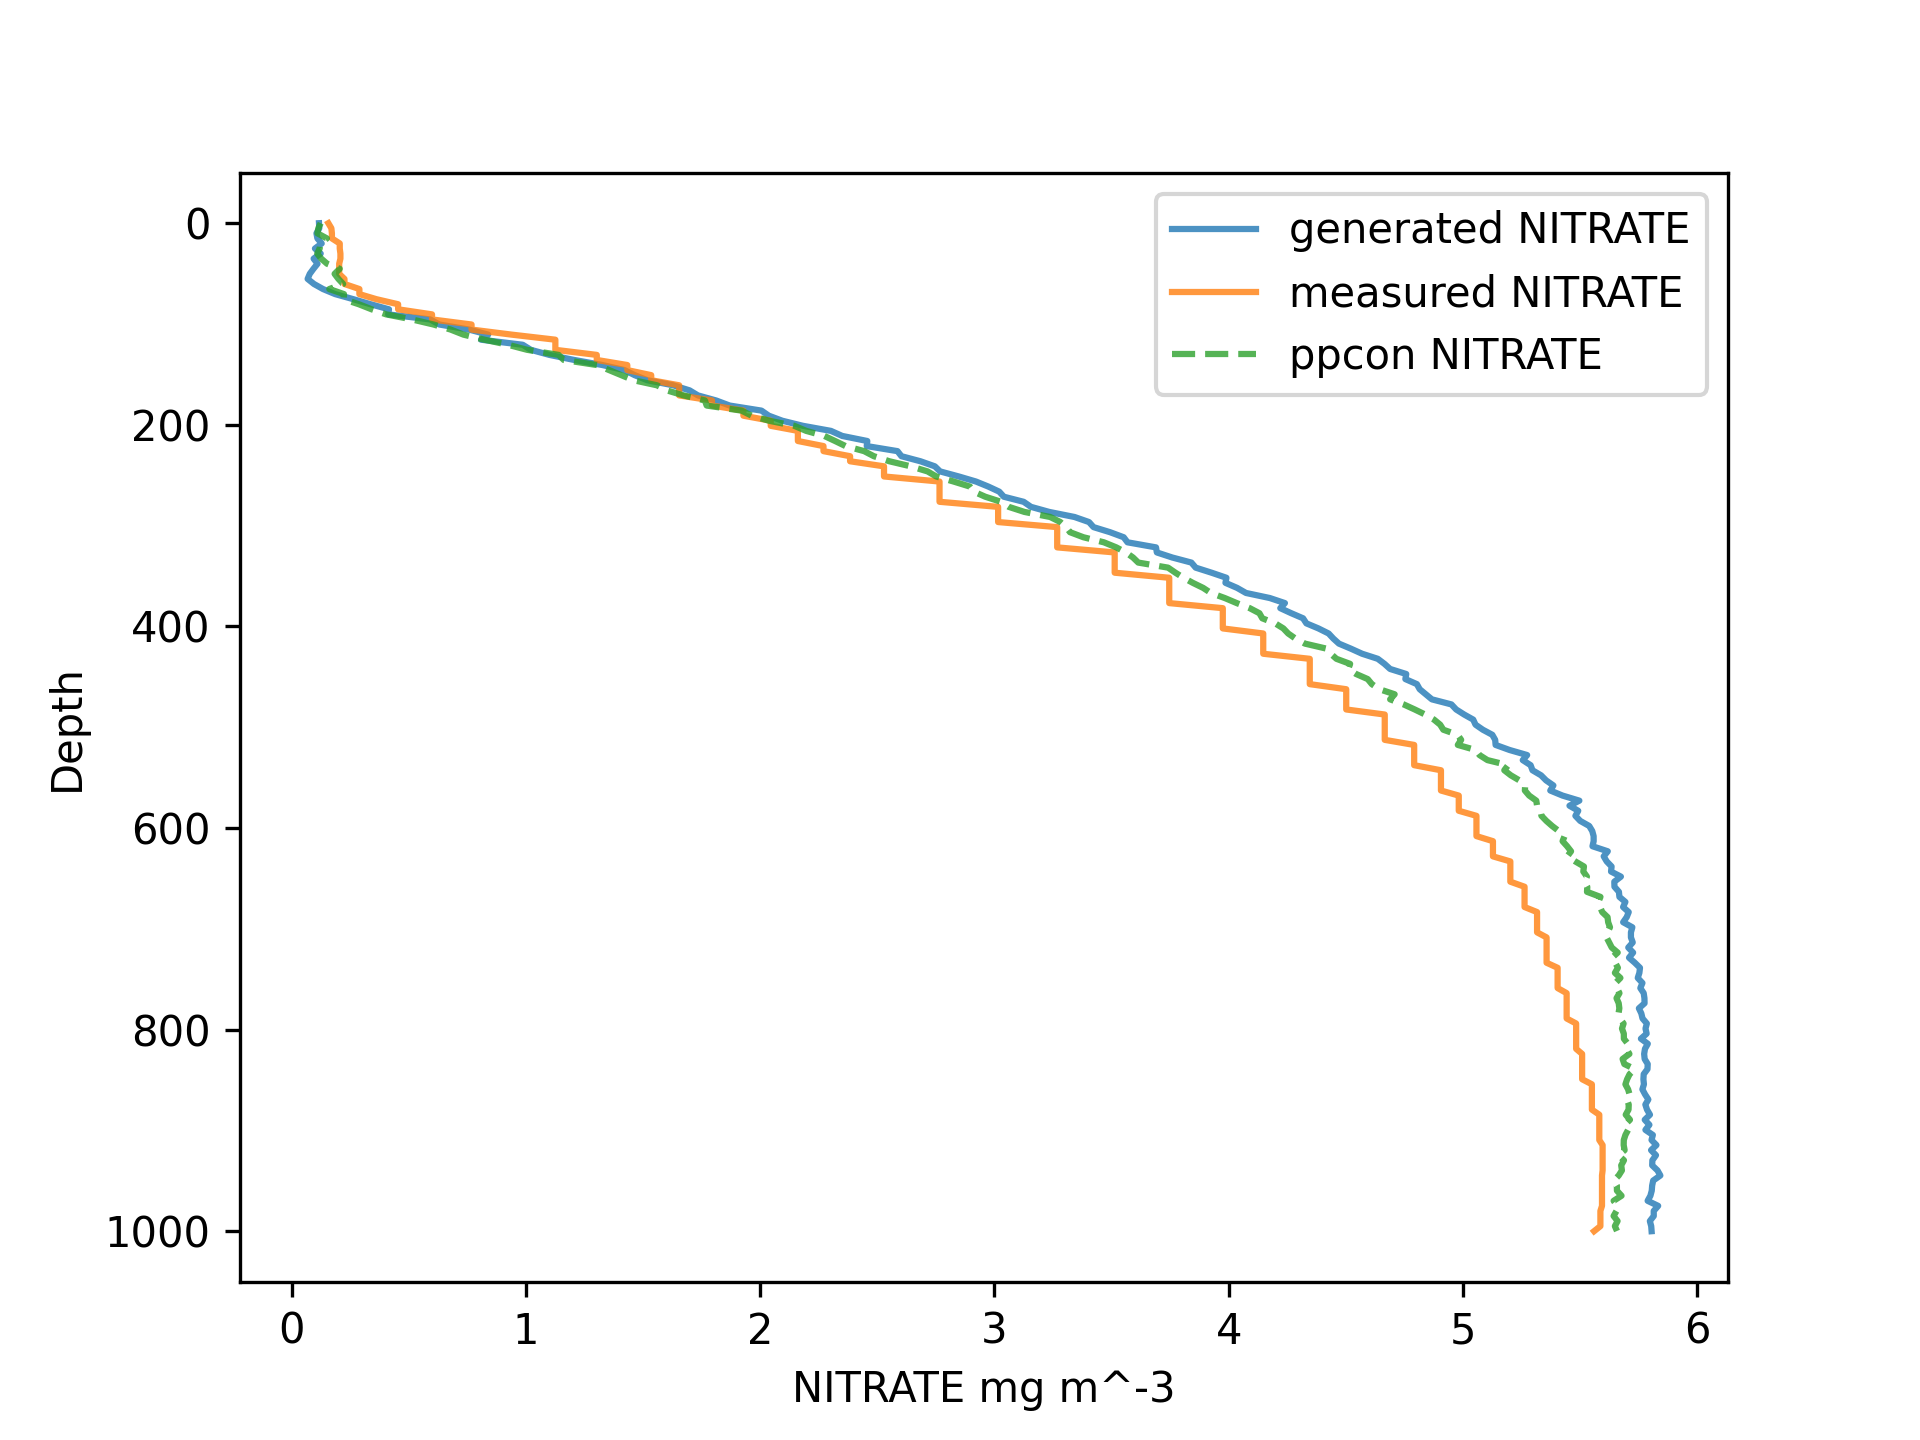 generated NITRATE
measured NITRATE
ppcon NITRATE
0
200
400
600
800
1000
Depth
0 1 2 3 4 5 6
NITRATE mg m^-3